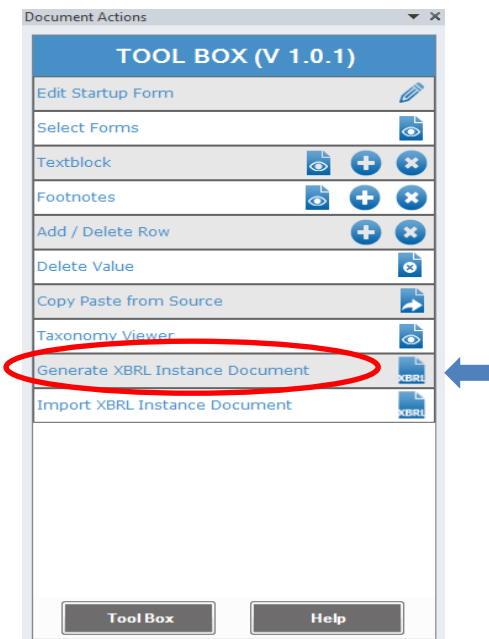 Document Actions
TOOL BOX (V 1.0.1)
Edit Startup Form
Select Forms
Textblock
Footnotes
Add / Delete Row
Delete Value
Copy Paste from Source
Taxonomy Viewer
Generate XBRL Instance Document
XBRL
Import XBRL Instance Document
XBRL
Tool Box
Help